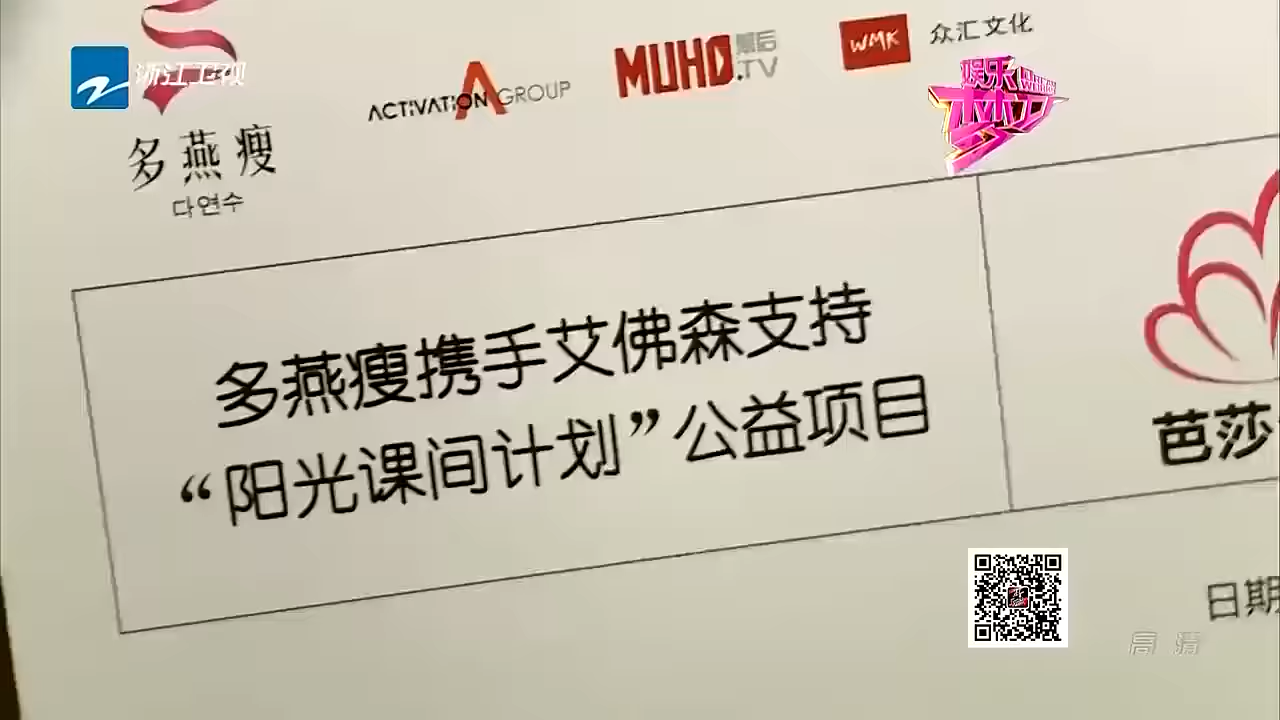 浙江卫视
多燕瘦
다연수
ACTIVATION GROUP
MUHO.TV
幕后
WMK
众汇文化
娱乐梦工厂
多燕瘦携手艾佛森支持
“阳光课间计划”公益项目
芭莎
日期
高清